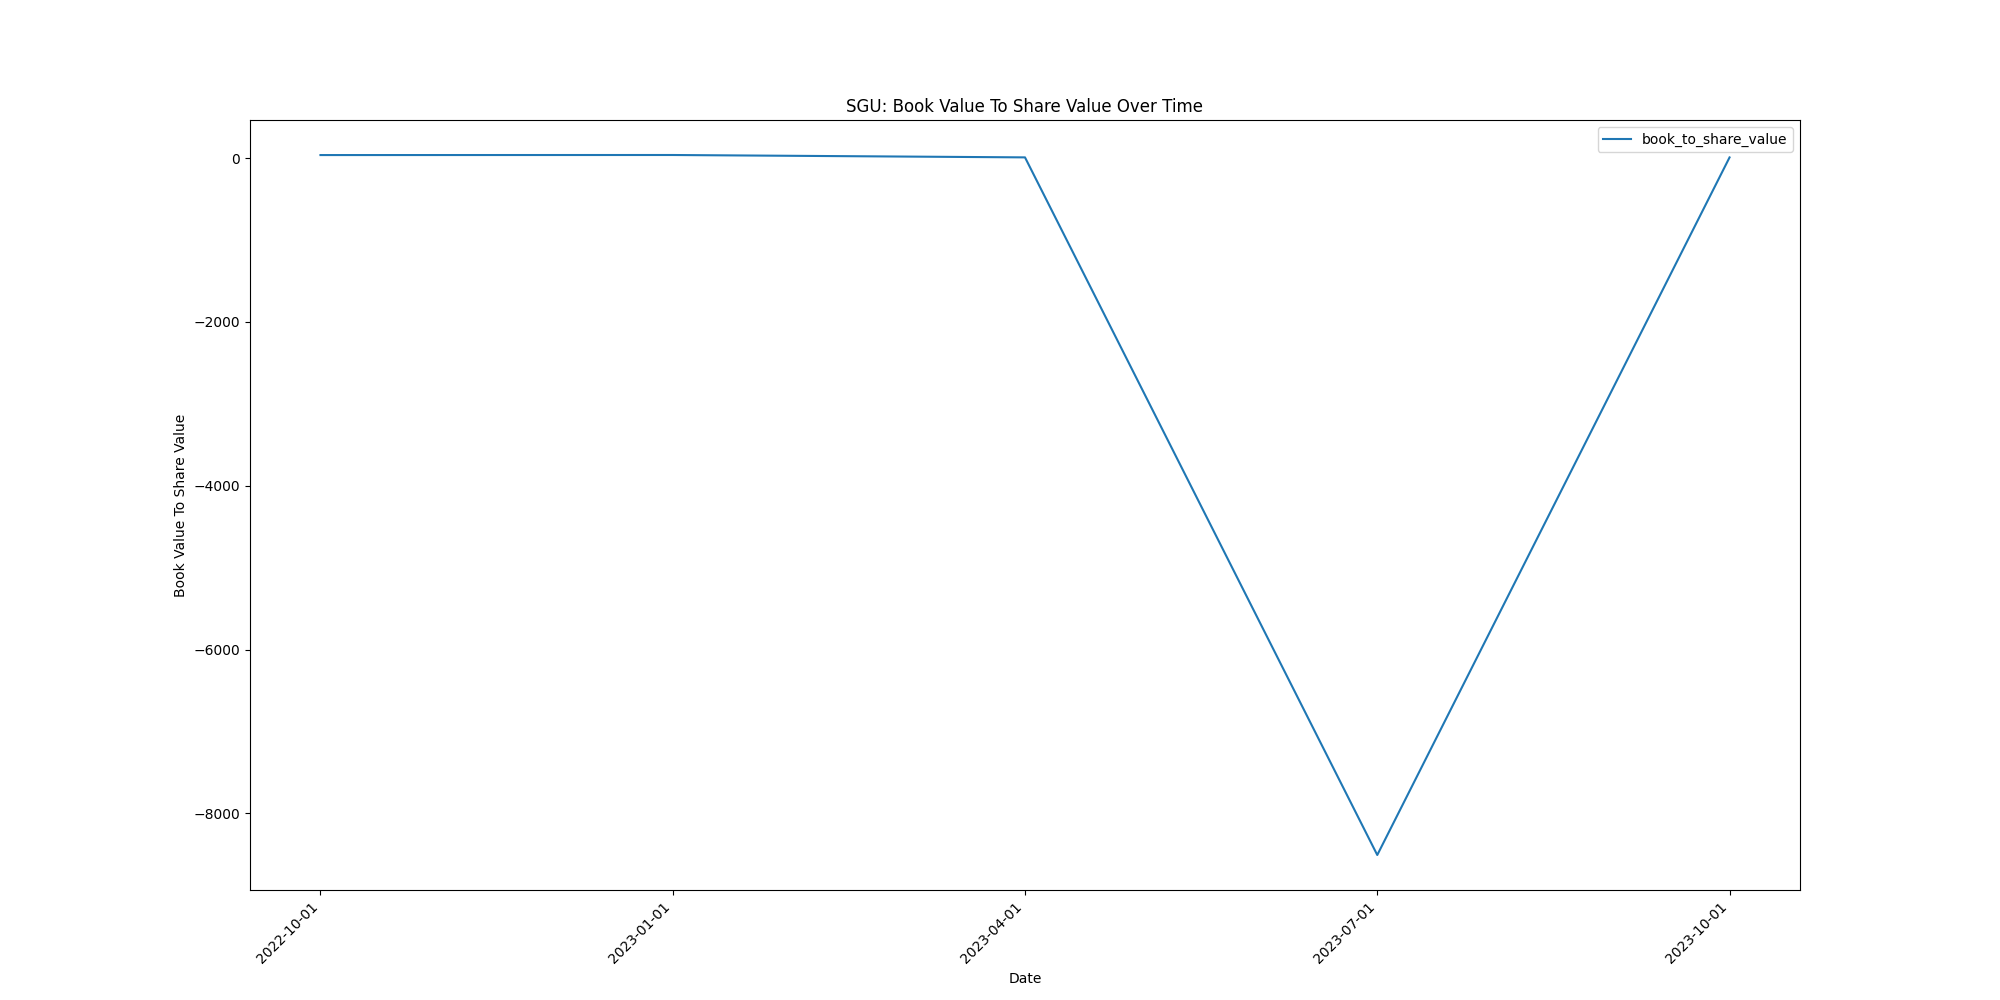 SGU: Book Value To Share Value Over Time
book_to_share_value
0
−2000
−4000
−6000
−8000
Book Value To Share Value
2022-10-01
2023-01-01
2023-04-01
2023-07-01
2023-10-01
Date